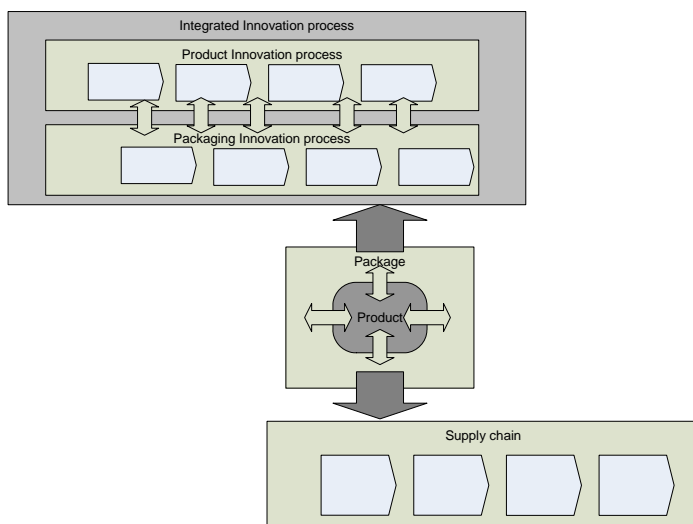 Integrated Innovation process
Product Innovation process
Packaging Innovation process
Package
Product
Supply chain